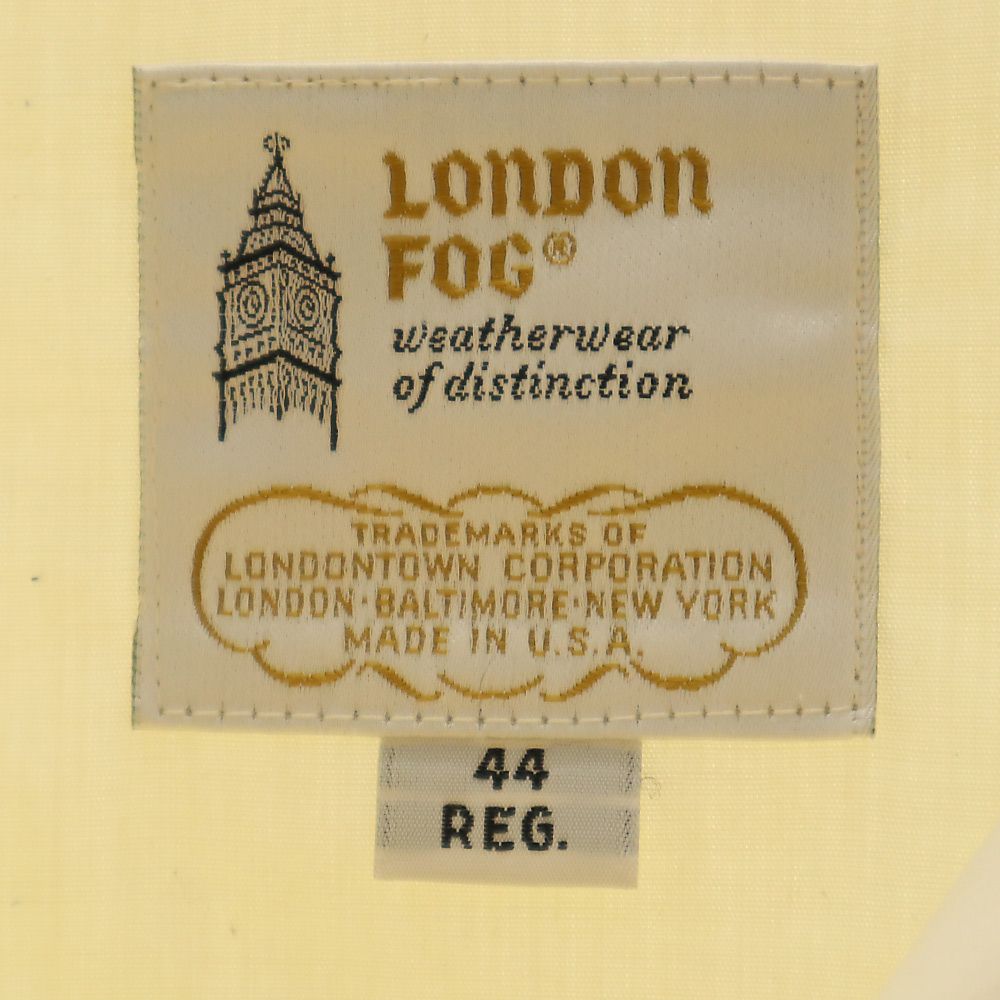 LONDON
FOG®
weatherwear
of distinction
TRADEMARKS OF
LONDONTOWN CORPORATION
LONDON·BALTIMORE·NEW YORK
MADE IN U.S.A.
44
REG.